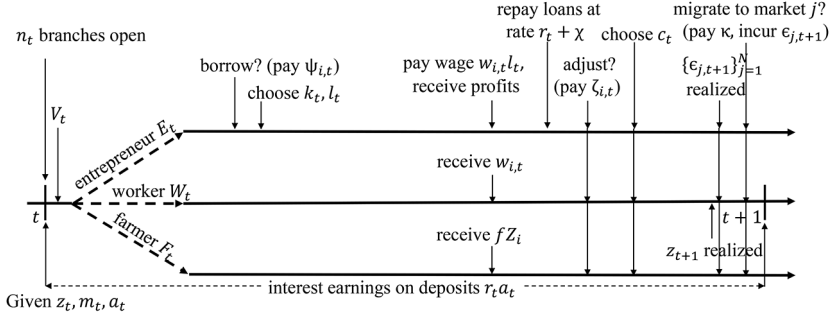 n_t branches open
V_t
borrow? (pay ψ_{i,t})
choose k_t, l_t
pay wage w_{i,t}l_t,
receive profits
repay loans at
rate r_t + χ
adjust?
(pay ζ_{i,t})
choose c_t
migrate to market j?
(pay κ, incur ϵ_{j,t+1})
{ϵ_{j,t+1}}_{j=1}^N
realized
entrepreneur E_t
worker W_t
farmer F_t
receive w_{i,t}
receive fZ_i
t
t + 1
z_{t+1} realized
interest earnings on deposits r_t a_t
Given z_t, m_t, a_t